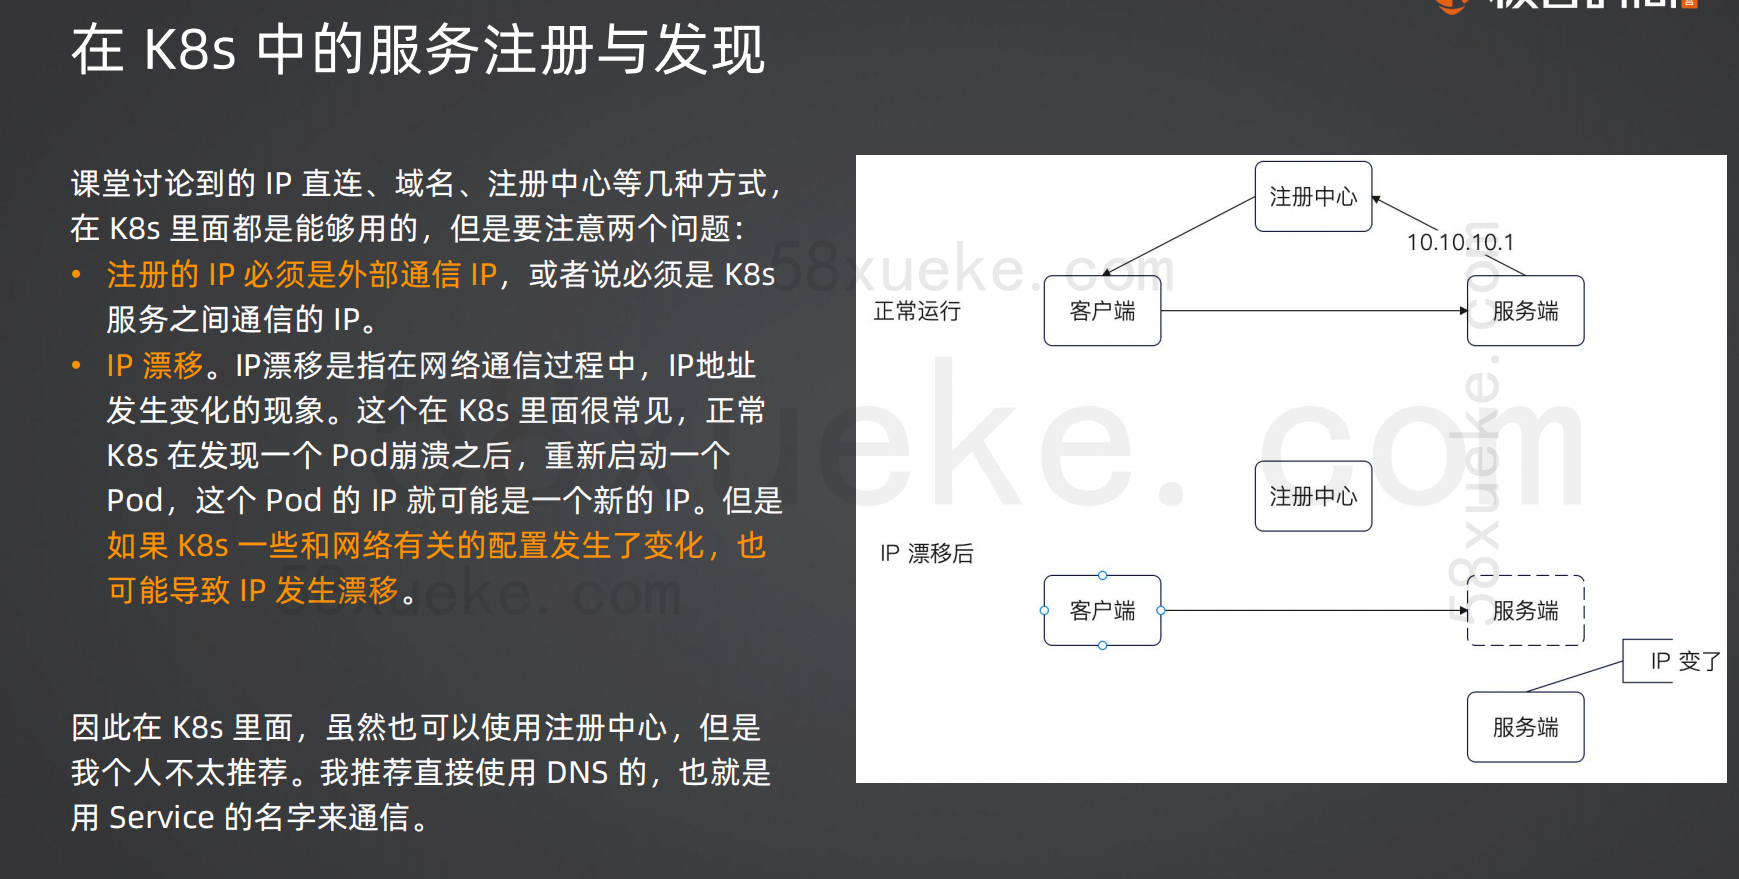 在 K8s 中的服务注册与发现
课堂讨论到的 IP 直连、域名、注册中心等几种方式，
在 K8s 里面都是能够用的，但是要注意两个问题：
• 注册的 IP 必须是外部通信 IP，或者说必须是 K8s
服务之间通信的 IP。
• IP 漂移。IP漂移是指在网络通信过程中，IP地址
发生变化的现象。这个在 K8s 里面很常见，正常
K8s 在发现一个 Pod崩溃之后，重新启动一个
Pod，这个 Pod 的 IP 就可能是一个新的 IP。但是
如果 K8s 一些和网络有关的配置发生了变化，也
可能导致 IP 发生漂移。
因此在 K8s 里面，虽然也可以使用注册中心，但是
我个人不太推荐。我推荐直接使用 DNS 的，也就是
用 Service 的名字来通信。
注册中心
10.10.10.1
正常运行
客户端
服务端
注册中心
IP 漂移后
客户端
服务端
IP 变了
服务端
58xueke.com
58xueke.com
58xueke.com
58xueke.com